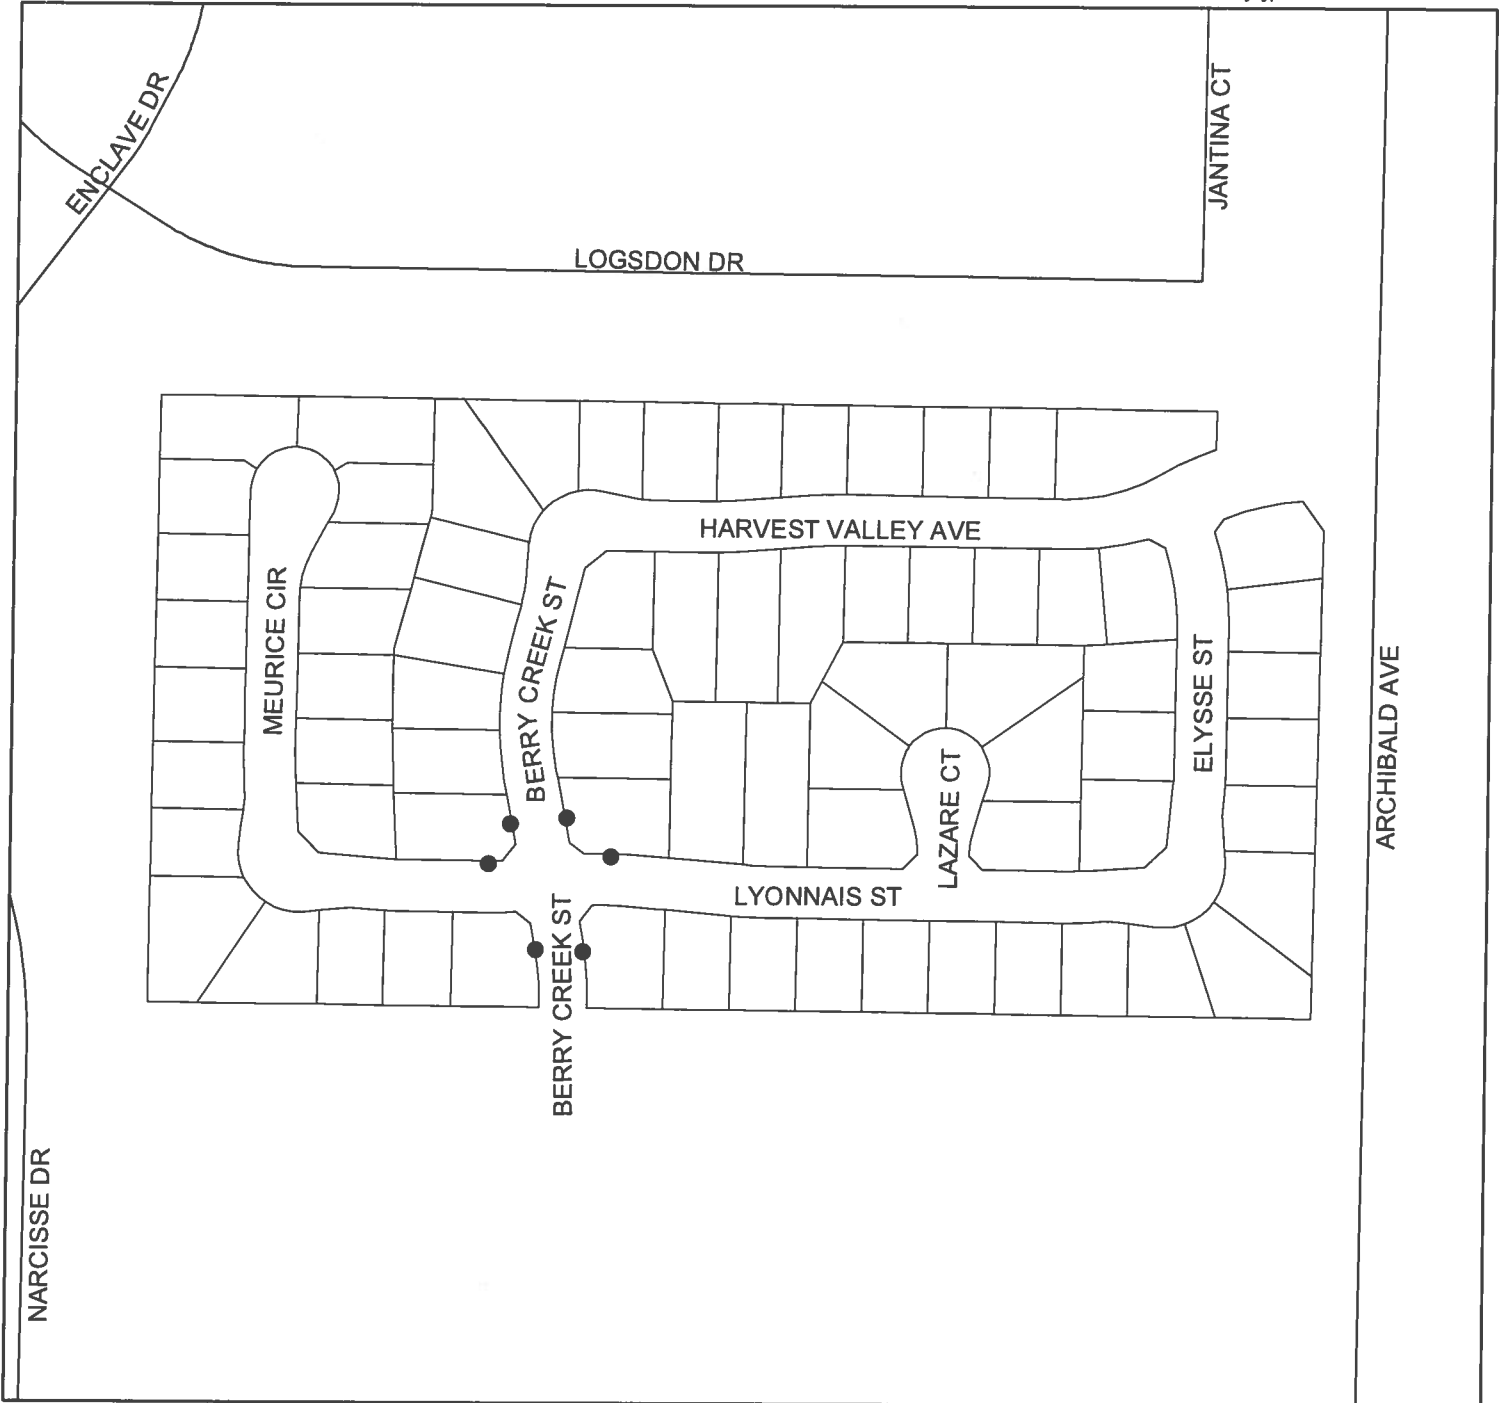 ENCLAVE DR
JANTINA CT
LOGSDON DR
HARVEST VALLEY AVE
MEURICE CIR
BERRY CREEK ST
ELYSSE ST
ARCHIBALD AVE
LAZARE CT
LYONNAIS ST
BERRY CREEK ST
NARCISSE DR